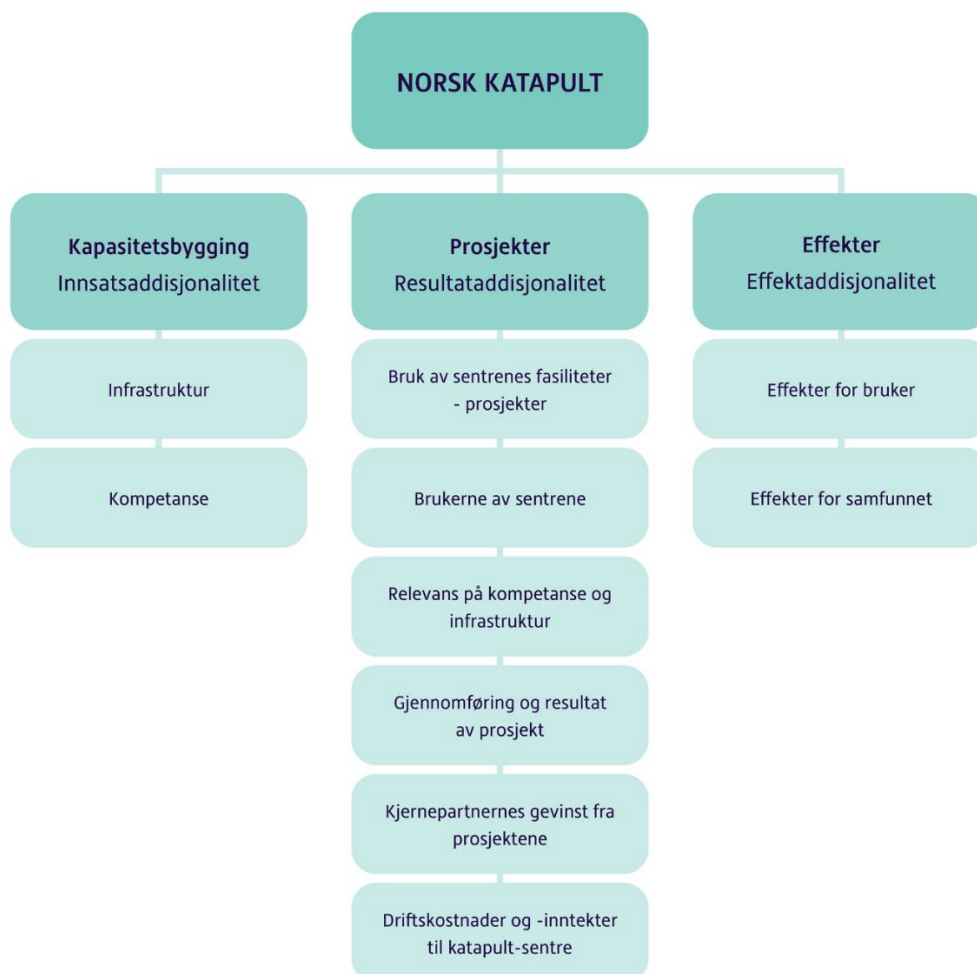 NORSK KATAPULT
Kapasitetsbygging
Innsatsaddisjonalitet
Infrastruktur
Kompetanse
Prosjekter
Resultataddisjonalitet
Bruk av sentrenes fasiliteter
- prosjekter
Brukerne av sentrene
Relevans på kompetanse og
infrastruktur
Gjennomføring og resultat
av prosjekt
Kjernepartnernes gevinst fra
prosjektene
Driftskostnader og -inntekter
til katapult-sentre
Effekter
Effektaddisjonalitet
Effekter for bruker
Effekter for samfunnet